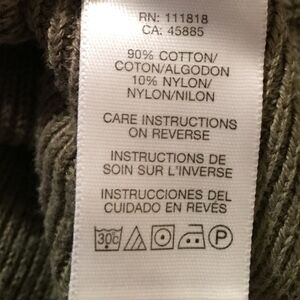 RN: 111818
CA: 45885
90% COTTON/
COTON/ALGODON
10% NYLON/
NYLON/NILON
CARE INSTRUCTIONS
ON REVERSE
INSTRUCTIONS DE
SOIN SUR L'INVERSE
INSTRUCCIONES DEL
CUIDADO EN REVÉS
30c P